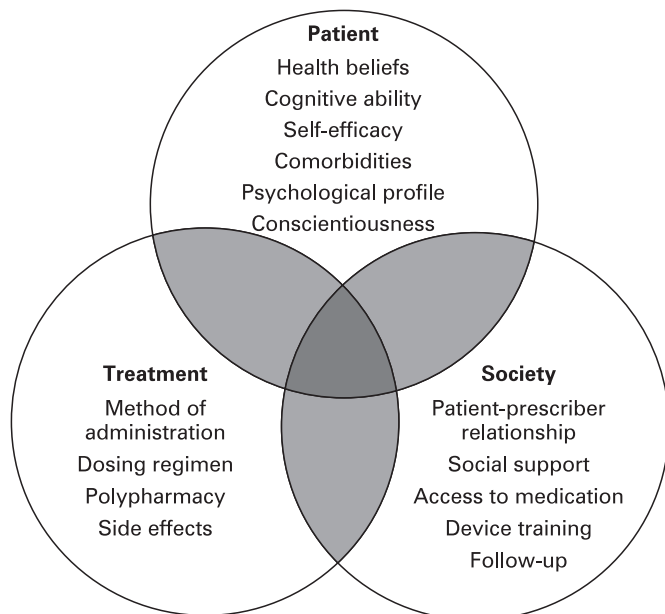 Patient
Health beliefs
Cognitive ability
Self-efficacy
Comorbidities
Psychological profile
Conscientiousness
Treatment
Method of
administration
Dosing regimen
Polypharmacy
Side effects
Society
Patient-prescriber
relationship
Social support
Access to medication
Device training
Follow-up